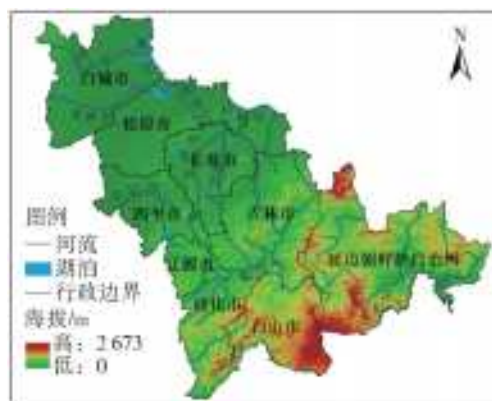 N
白城市
松原市
长春市
四平市
吉林市
辽源市
延边朝鲜族自治州
通化市
白山市
图例
河流
湖泊
行政边界
海拔/m
高：2 673
低：0